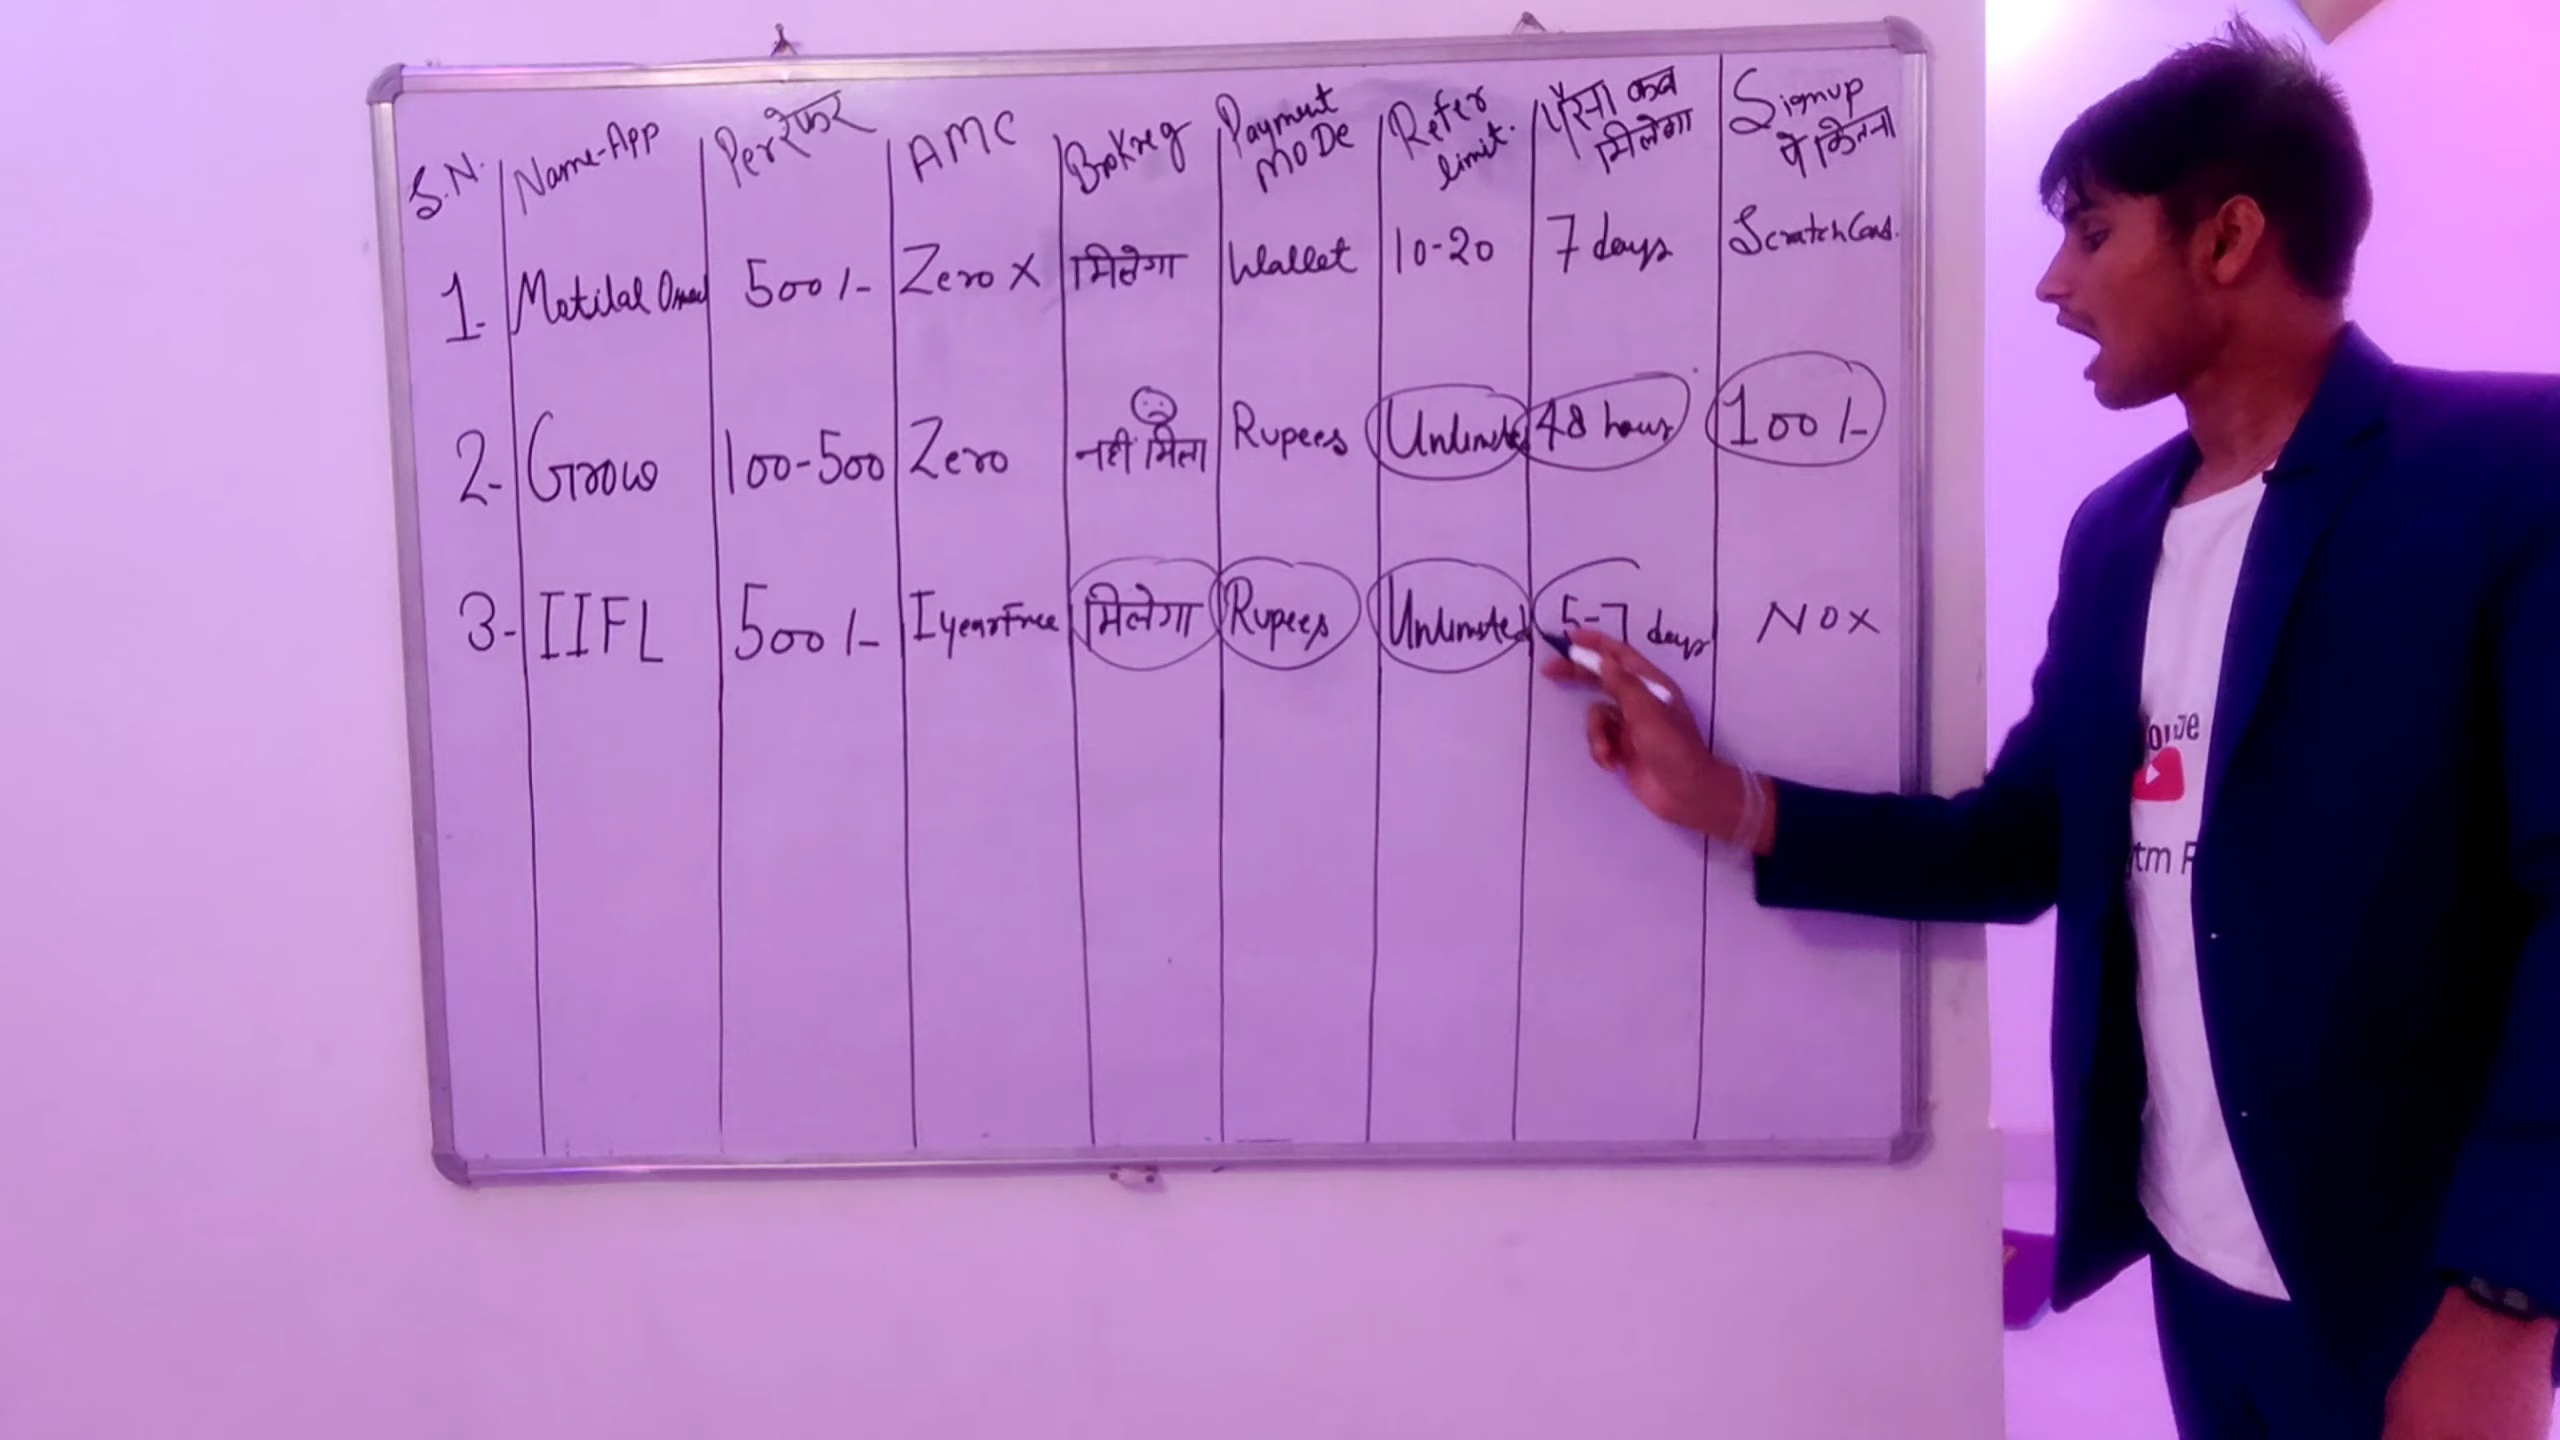 S.N. Name-App Per रेफर AMC Brokreg Payment MODE Refer limit. पैसा कब मिलेगा Signup पे कितना
1- Motilal 500/- Zero X मिलेगा Wallet 10-20 7 days Scratch Card.
2- Grow 100-500 Zero नहीं मिला Rupees Unlimited 48 hours 100/-
3- IIFL 500/- 1 year Free मिलेगा Rupees Unlimited 5-7 days NO X
tm